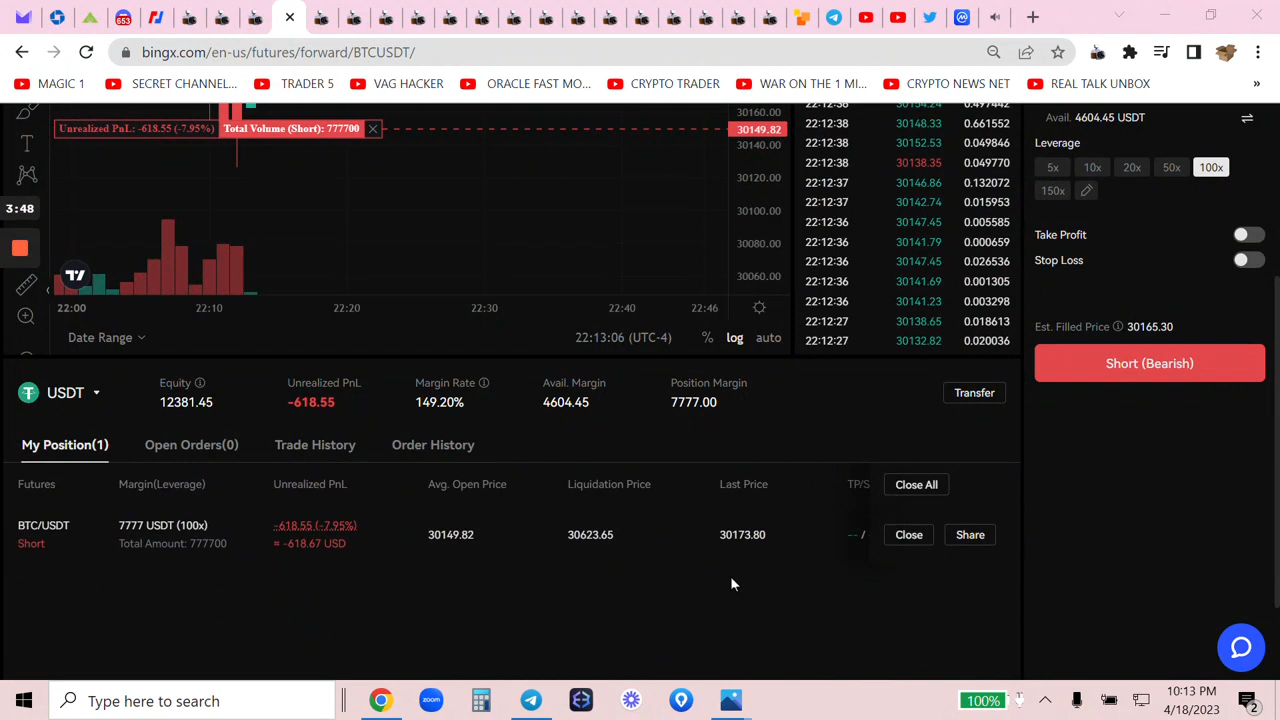 653
bingx.com/en-us/futures/forward/BTCUSDT/
MAGIC 1
SECRET CHANNEL...
TRADER 5
VAG HACKER
ORACLE FAST MO...
CRYPTO TRADER
WAR ON THE 1 MI...
CRYPTO NEWS NET
REAL TALK UNBOX
»
Unrealized PnL: -618.55 (-7.95%) Total Volume (Short): 777700
3:48
30160.00
30149.82
30140.00
30120.00
30100.00
30080.00
30060.00
22:00 22:10 22:20 22:30 22:40 22:46
Date Range
22:13:06 (UTC-4) % log auto
22:12:38 30154.24 0.497442
22:12:38 30148.33 0.661552
22:12:38 30152.53 0.049846
22:12:38 30138.35 0.049770
22:12:37 30146.86 0.132072
22:12:37 30142.74 0.015953
22:12:36 30147.45 0.005585
22:12:36 30141.79 0.000659
22:12:36 30147.45 0.026536
22:12:36 30141.69 0.001305
22:12:36 30141.23 0.003298
22:12:27 30138.65 0.018613
22:12:27 30132.82 0.020036
Avail. 4604.45 USDT
Leverage
5x 10x 20x 50x 100x
150x
Take Profit
Stop Loss
Est. Filled Price 30165.30
Short (Bearish)
USDT
Equity Unrealized PnL Margin Rate Avail. Margin Position Margin
12381.45 -618.55 149.20% 4604.45 7777.00
Transfer
My Position(1) Open Orders(0) Trade History Order History
Futures Margin(Leverage) Unrealized PnL Avg. Open Price Liquidation Price Last Price TP/S Close All
BTC/USDT 7777 USDT (100x) -618.55 (-7.95%) 30149.82 30623.65 30173.80 -- / Close Share
Short Total Amount: 777700 ≈ -618.67 USD
Type here to search
zoom
100%
10:13 PM
4/18/2023
2